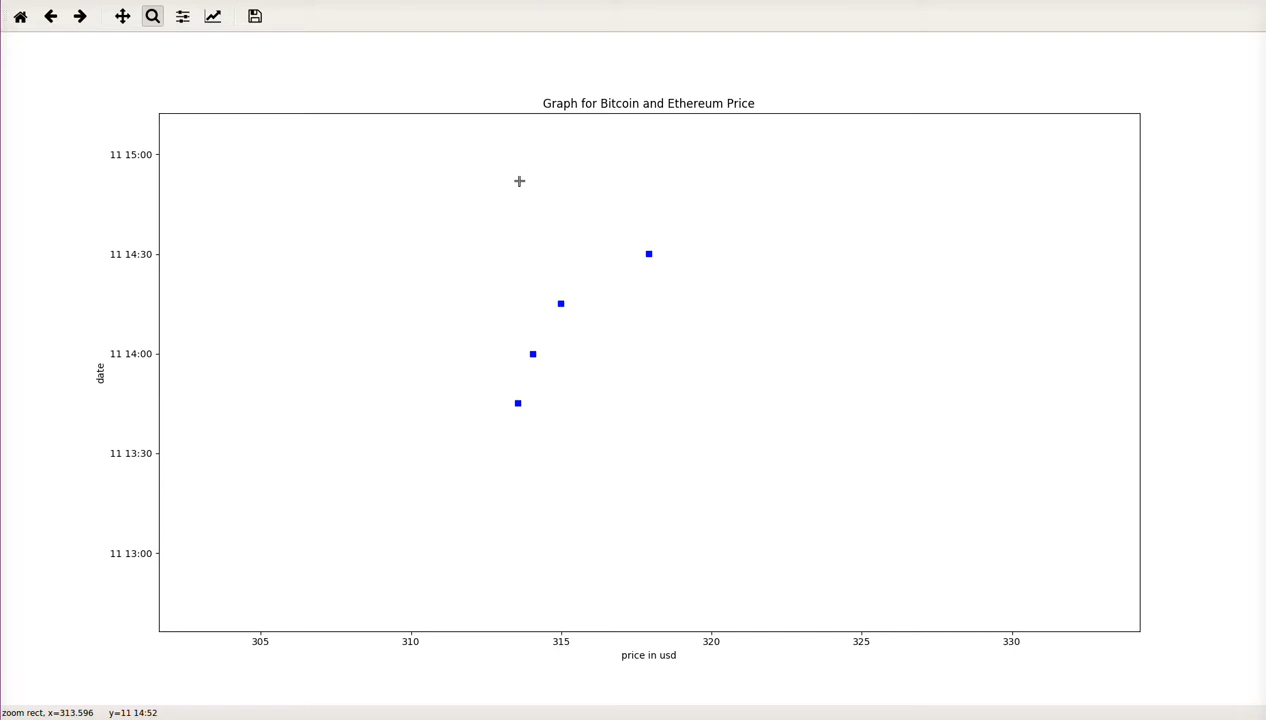 Graph for Bitcoin and Ethereum Price
11 15:00
11 14:30
11 14:00
date
11 13:30
11 13:00
305 310 315 320 325 330
price in usd
zoom rect, x=313.596 y=11 14:52